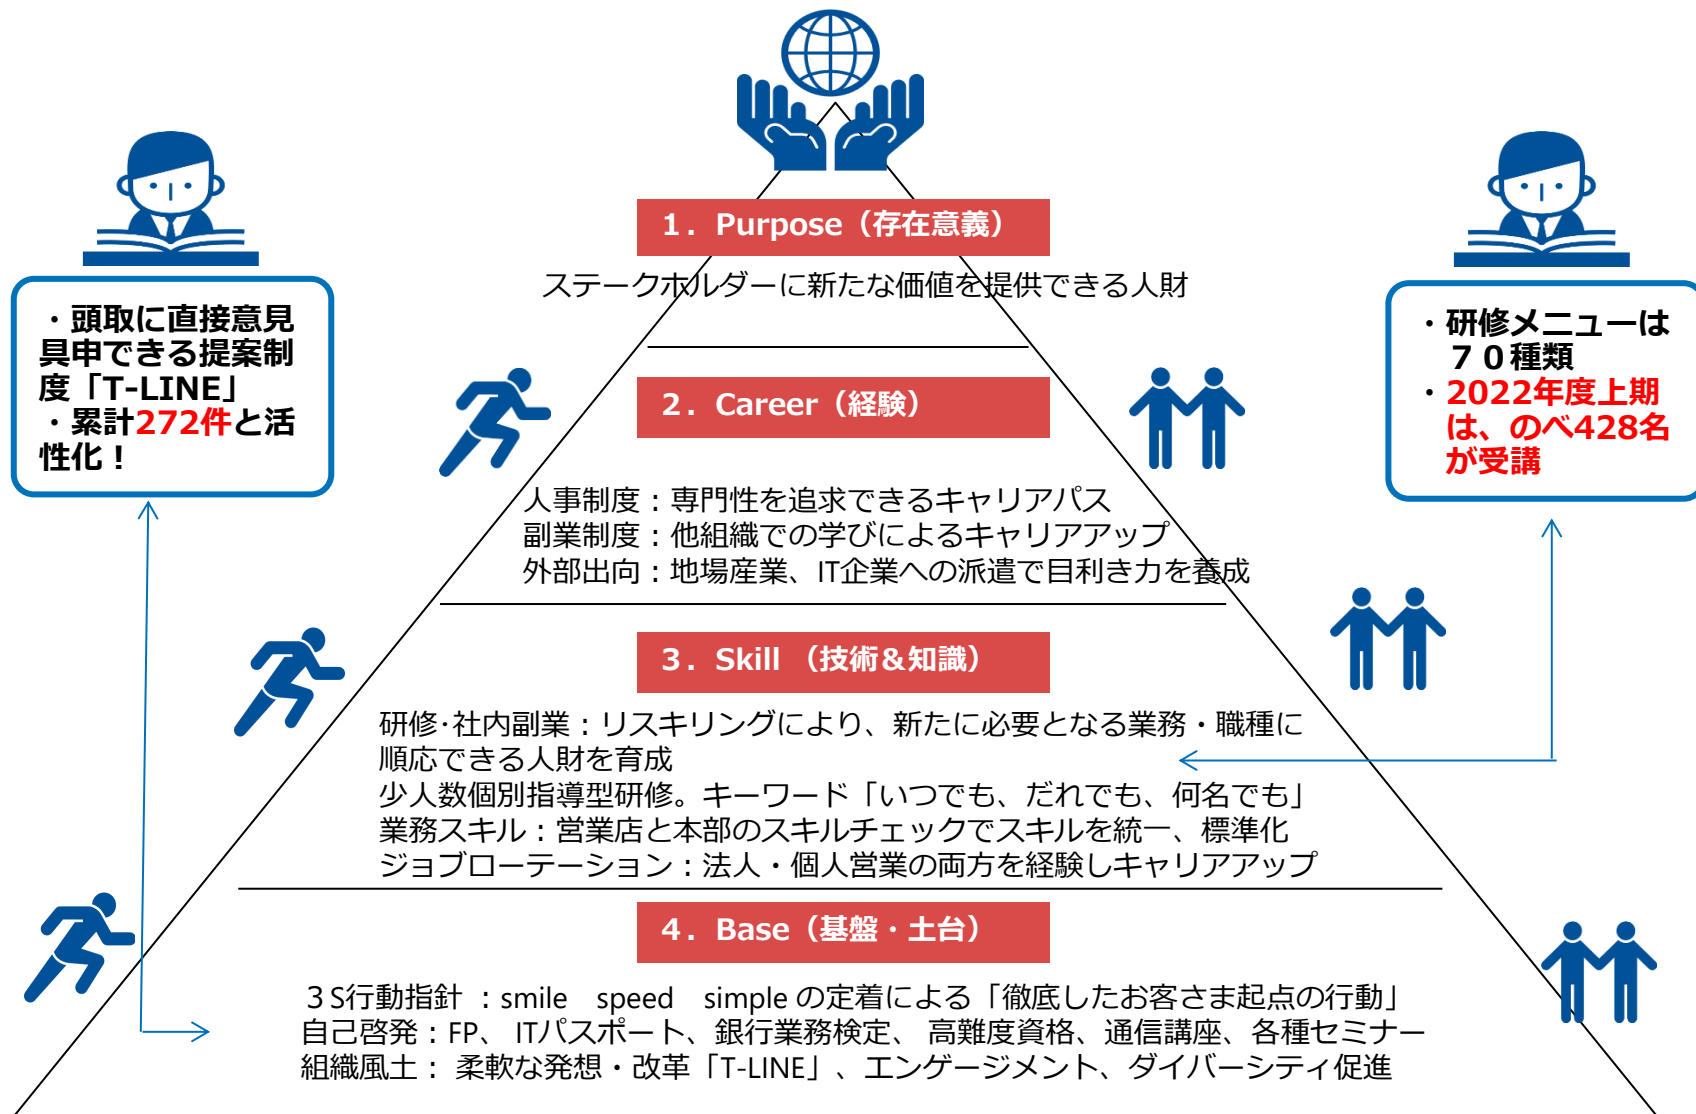 1．Purpose（存在意義）
ステークホルダーに新たな価値を提供できる人財
・頭取に直接意見
具申できる提案制
度「T-LINE」
・累計272件と活
性化！
・研修メニューは
７０種類
・2022年度上期
は、のべ428名
が受講
2．Career（経験）
人事制度：専門性を追求できるキャリアパス
副業制度：他組織での学びによるキャリアアップ
外部出向：地場産業、IT企業への派遣で目利き力を養成
3．Skill （技術＆知識）
研修･社内副業：リスキリングにより、新たに必要となる業務・職種に
順応できる人財を育成
少人数個別指導型研修。キーワード「いつでも、だれでも、何名でも」
業務スキル：営業店と本部のスキルチェックでスキルを統一、標準化
ジョブローテーション：法人・個人営業の両方を経験しキャリアアップ
4．Base（基盤・土台）
３S行動指針 ：smile　speed　simple の定着による「徹底したお客さま起点の行動」
自己啓発：FP、 ITパスポート、銀行業務検定、 高難度資格、通信講座、各種セミナー
組織風土： 柔軟な発想・改革「T-LINE」、エンゲージメント、ダイバーシティ促進